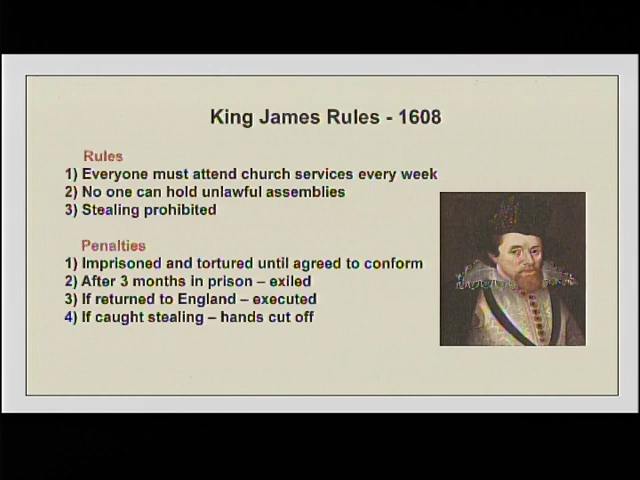 King James Rules - 1608
Rules
1) Everyone must attend church services every week
2) No one can hold unlawful assemblies
3) Stealing prohibited
Penalties
1) Imprisoned and tortured until agreed to conform
2) After 3 months in prison – exiled
3) If returned to England – executed
4) If caught stealing – hands cut off